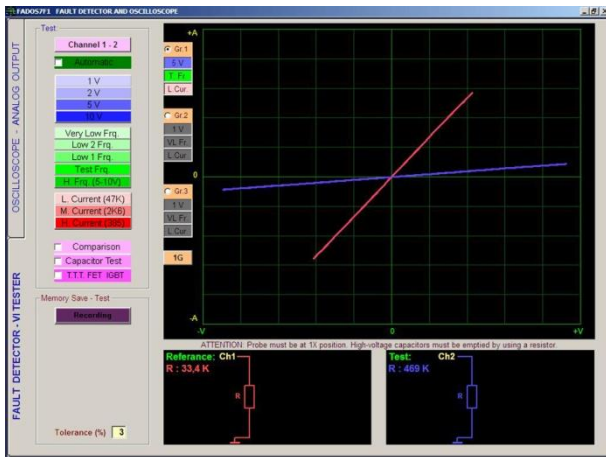 FADOS7F1 FAULT DETECTOR AND OSCILLOSCOPE
OSCILLOSCOPE - ANALOG OUTPUT
FAULT DETECTOR - VI TESTER
Test
Channel 1 - 2
Automatic
1 V
2 V
5 V
10 V
Very Low Frq.
Low 2 Frq.
Low 1 Frq.
Test Frq.
H. Frq. (5-10V)
L. Current (47K)
M. Current (2K8)
Comparison
Capacitor Test
T.T.T. FET IGBT
Memory Save - Test
Recording
Tolerance (%) 3
Gr.1
5 V
T. Fr.
L.Cur.
Gr.2
1 V
VL Fr.
L.Cur
Gr.3
1 V
VL Fr.
L.Cur
1G
+A
0
-A
-V 0 +V
ATTENTION: Probe must be at 1X position. High-voltage capacitors must be emptied by using a resistor.
Referance: Ch1
R : 33,4 K
R
Test: Ch2
R : 469 K
R